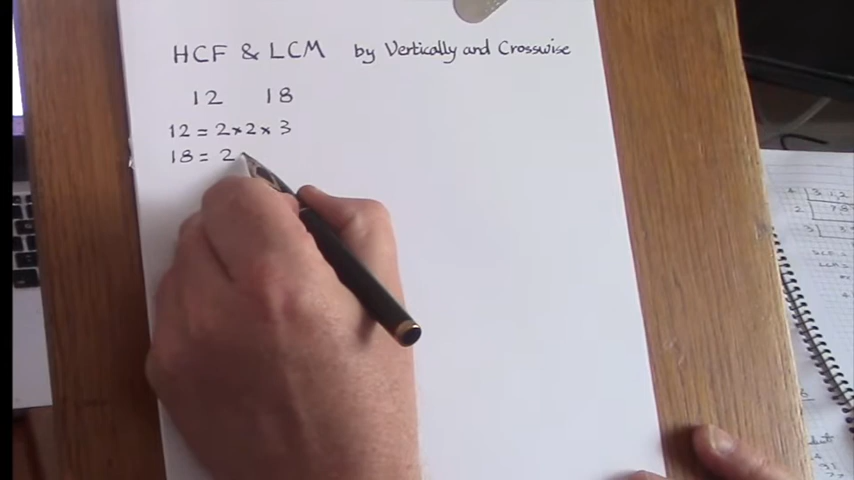 HCF & LCM by Vertically and Crosswise
12 18
12 = 2 × 2 × 3
18 = 2